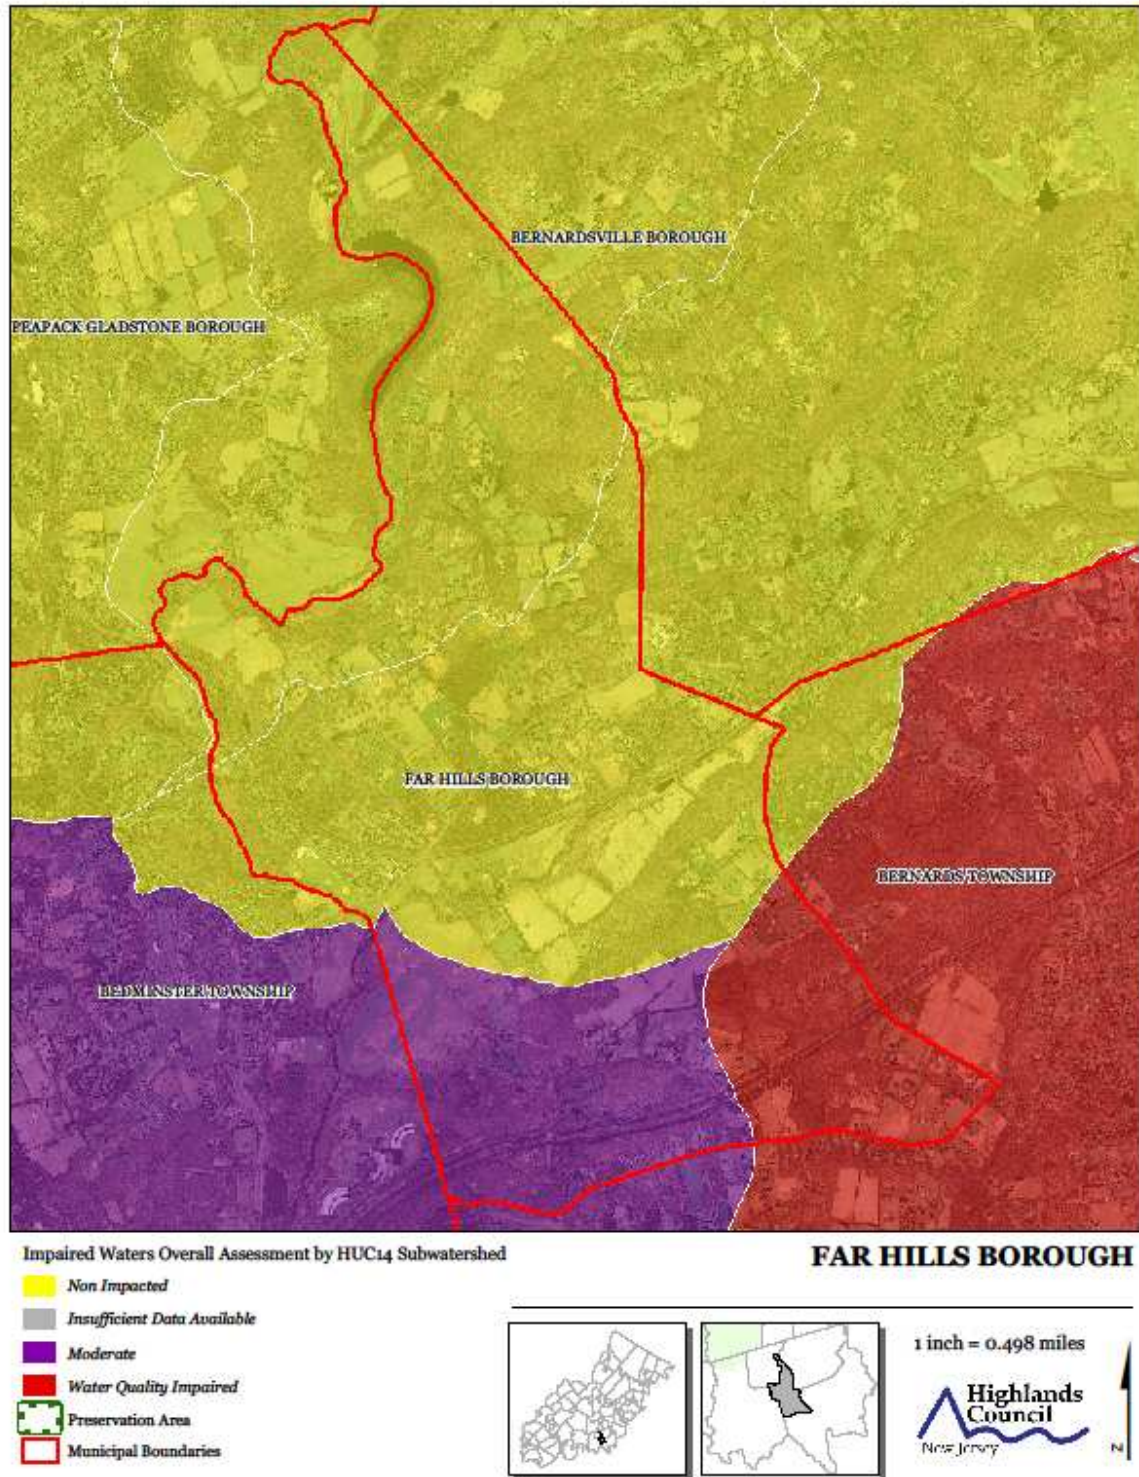 BERNARDSVILLE BOROUGH
PEAPACK GLADSTONE BOROUGH
FAR HILLS BOROUGH
BERNARDS TOWNSHIP
BEDMINSTER TOWNSHIP
Impaired Waters Overall Assessment by HUC14 Subwatershed
FAR HILLS BOROUGH
Non Impacted
Insufficient Data Available
Moderate
Water Quality Impaired
Preservation Area
Municipal Boundaries
1 inch = 0.498 miles
Highlands
Council
New Jersey
N